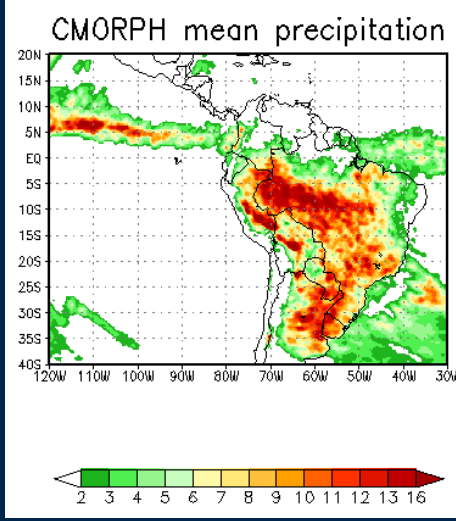 CMORPH mean precipitation
20N
15N
10N
5N
EQ
5S
10S
15S
20S
25S
30S
35S
40S
120W 110W 100W 90W 80W 70W 60W 50W 40W 30W
2 3 4 5 6 7 8 9 10 11 12 13 16